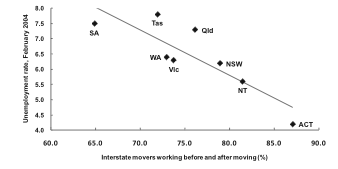 Unemployment rate, February 2004
8.0
7.5
7.0
6.5
6.0
5.5
5.0
4.5
4.0
SA
Tas
Qld
WA
Vic
NSW
NT
ACT
60.0 65.0 70.0 75.0 80.0 85.0 90.0
Interstate movers working before and after moving (%)